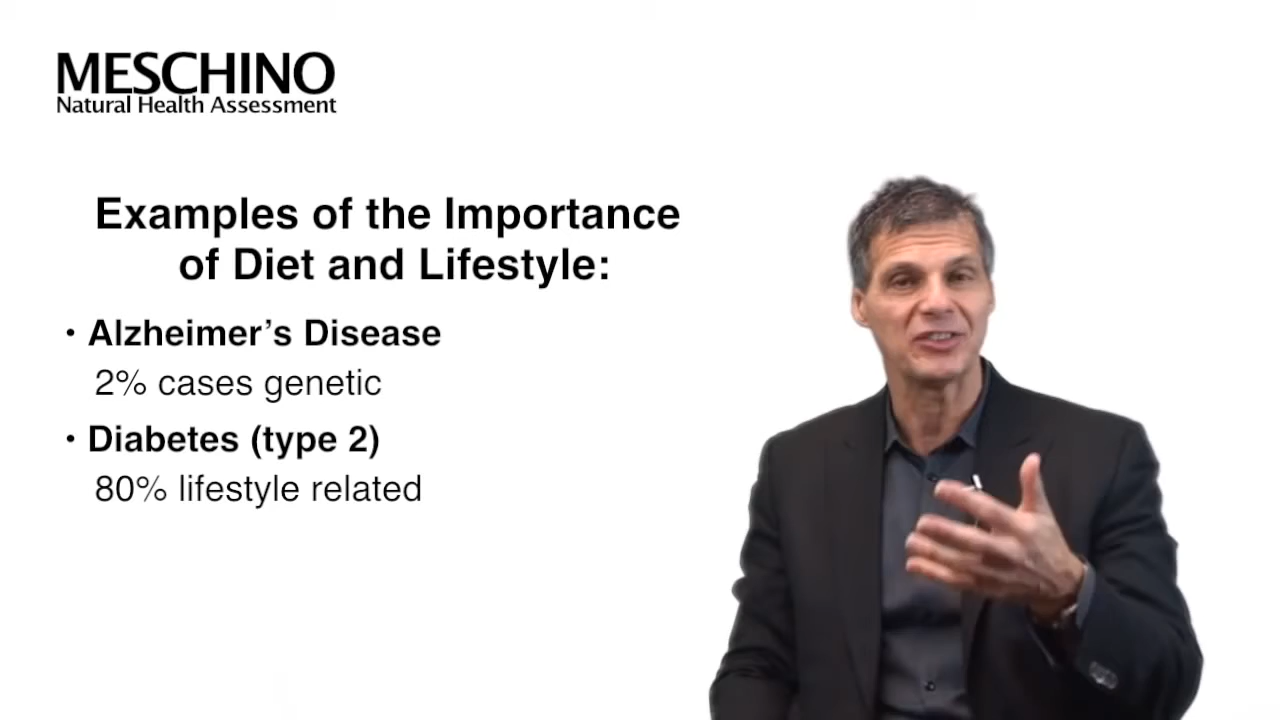 MESCHINO
Natural Health Assessment
Examples of the Importance
of Diet and Lifestyle:
• Alzheimer’s Disease
2% cases genetic
• Diabetes (type 2)
80% lifestyle related